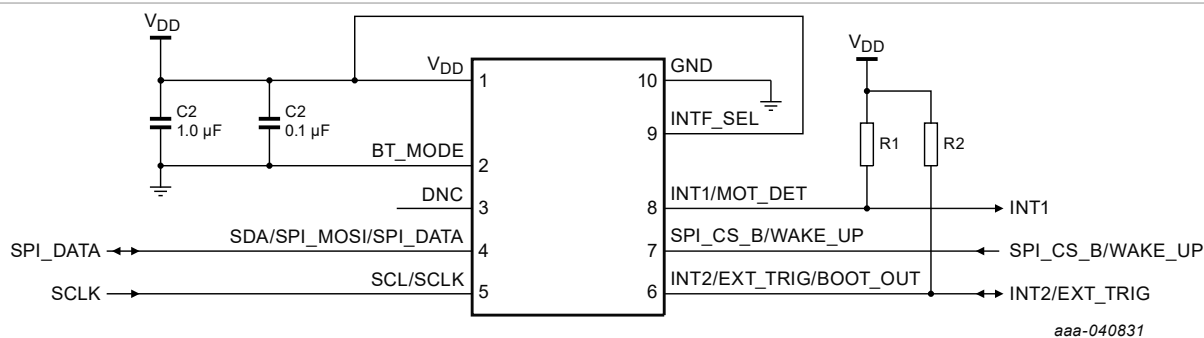 VDD
C2
1.0 µF
C2
0.1 µF
VDD
1
BT_MODE
2
DNC
3
SPI_DATA
SDA/SPI_MOSI/SPI_DATA
4
SCLK
SCL/SCLK
5
10
GND
9
INTF_SEL
VDD
R1
R2
8
INT1/MOT_DET
INT1
7
SPI_CS_B/WAKE_UP
SPI_CS_B/WAKE_UP
6
INT2/EXT_TRIG/BOOT_OUT
INT2/EXT_TRIG
aaa-040831